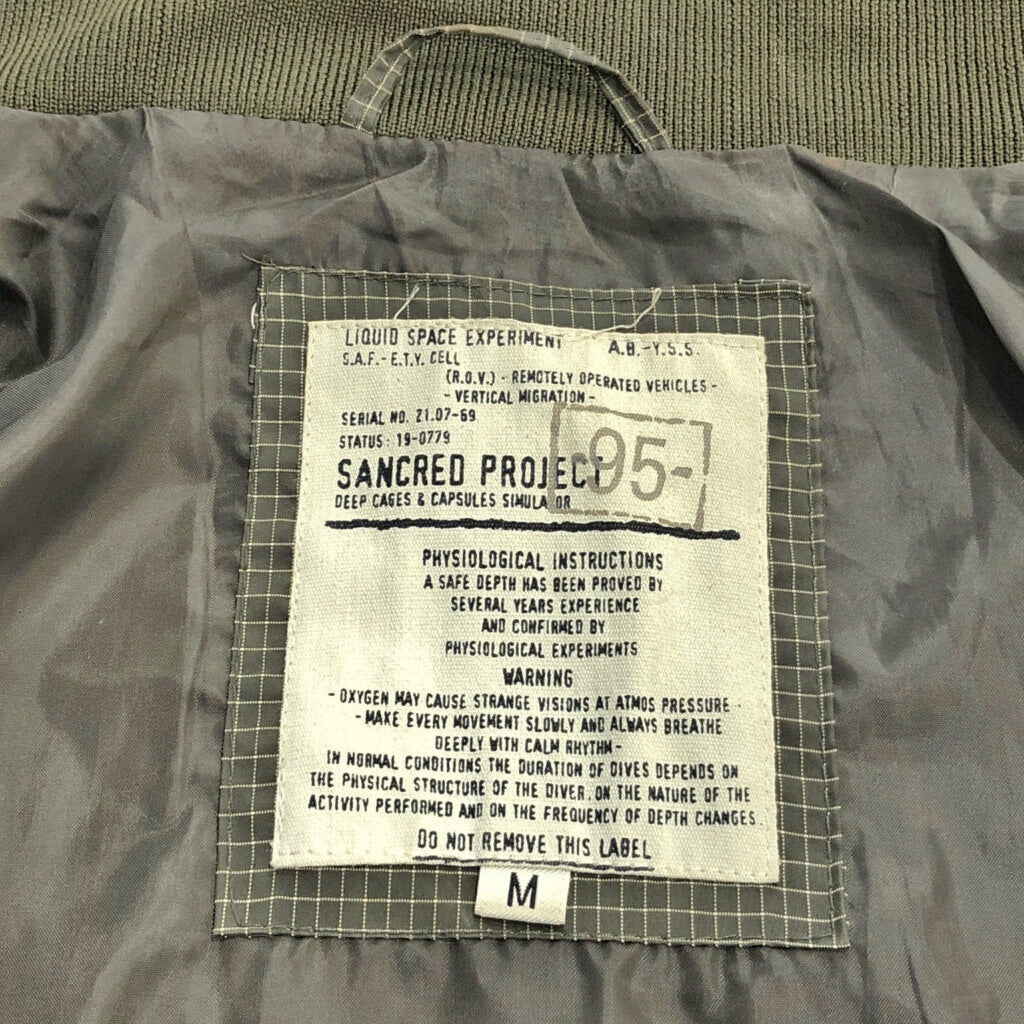 LIQUID SPACE EXPERIMENT A.B.-Y.S.S.
S.A.F.-E.T.Y. CELL
(R.O.V.) - REMOTELY OPERATED VEHICLES -
- VERTICAL MIGRATION -
SERIAL NO. 21.07-69
STATUS: 19-0779
SANCRED PROJECT
-95-
DEEP CAGES & CAPSULES SIMULA OR
PHYSIOLOGICAL INSTRUCTIONS
A SAFE DEPTH HAS BEEN PROVED BY
SEVERAL YEARS EXPERIENCE
AND CONFIRMED BY
PHYSIOLOGICAL EXPERIMENTS
WARNING
- OXYGEN MAY CAUSE STRANGE VISIONS AT ATMOS PRESSURE -
- MAKE EVERY MOVEMENT SLOWLY AND ALWAYS BREATHE
DEEPLY WITH CALM RHYTHM -
IN NORMAL CONDITIONS THE DURATION OF DIVES DEPENDS ON
THE PHYSICAL STRUCTURE OF THE DIVER, ON THE NATURE OF THE
ACTIVITY PERFORMED AND ON THE FREQUENCY OF DEPTH CHANGES.
DO NOT REMOVE THIS LABEL
M